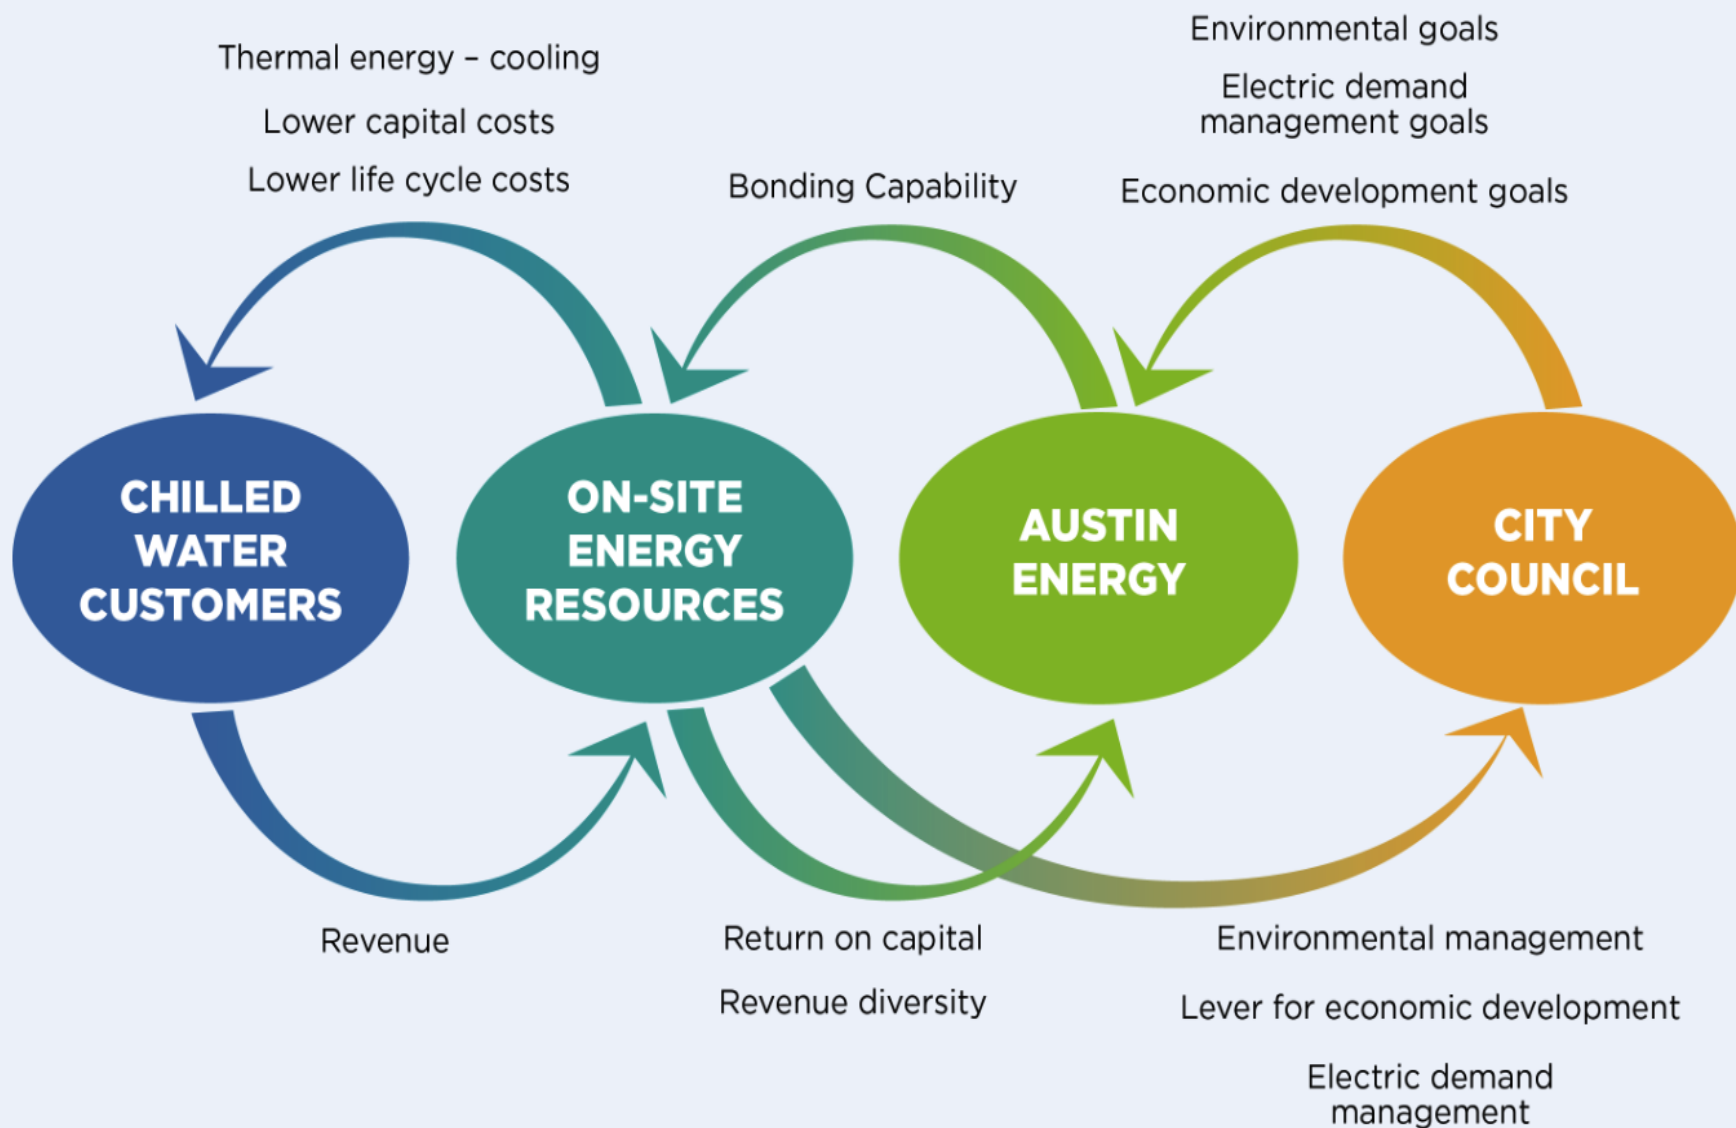 Thermal energy – cooling
Lower capital costs
Lower life cycle costs
Bonding Capability
Environmental goals
Electric demand
management goals
Economic development goals
CHILLED
WATER
CUSTOMERS
ON-SITE
ENERGY
RESOURCES
AUSTIN
ENERGY
CITY
COUNCIL
Revenue
Return on capital
Revenue diversity
Environmental management
Lever for economic development
Electric demand
management